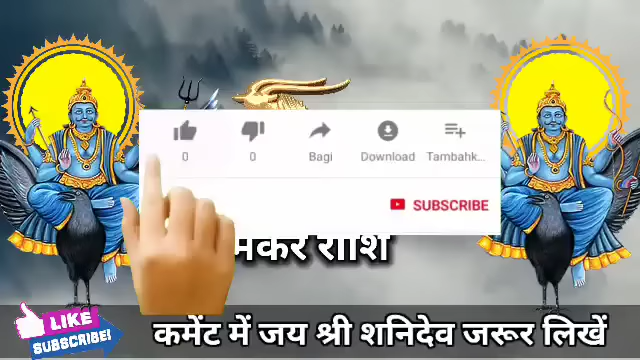 0
0
Bagi
Download
Tambahk...
SUBSCRIBE
मकर राशि
LIKE
SUBSCRIBE!
कमेंट में जय श्री शनिदेव जरूर लिखें